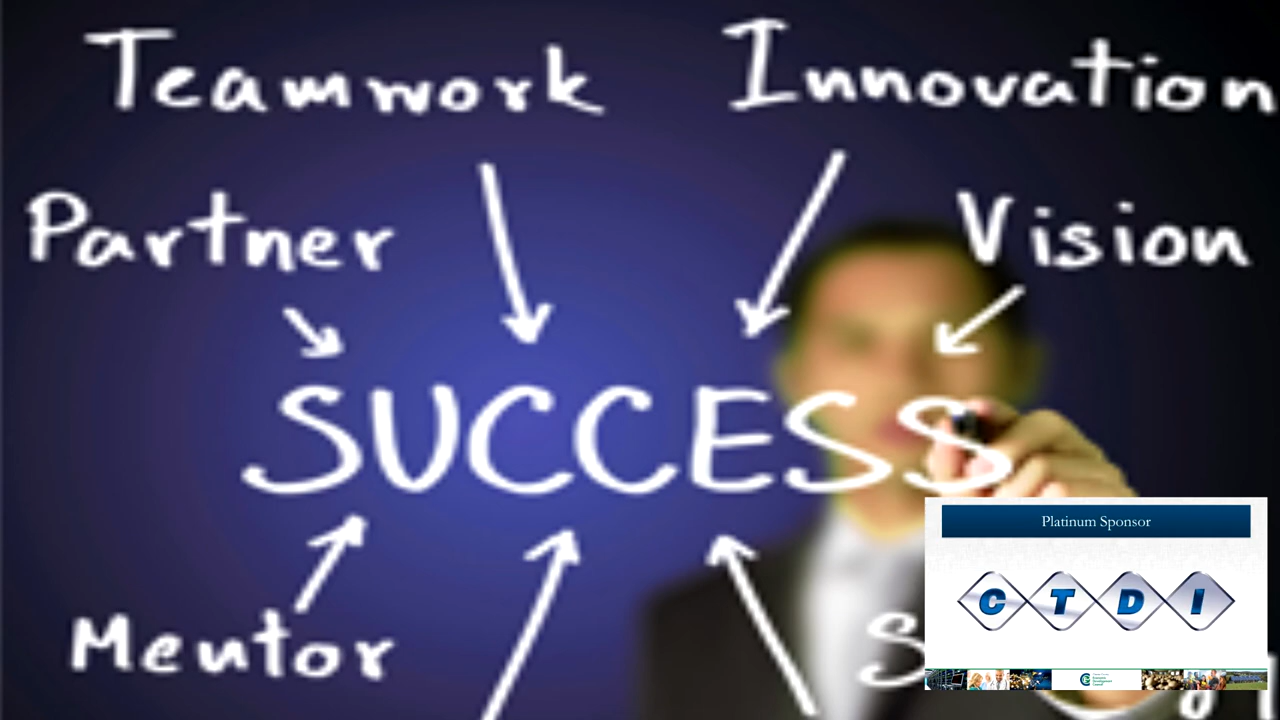 Teamwork Innovation
Partner Vision
SUCCESS
Mentor
Platinum Sponsor
CTDI